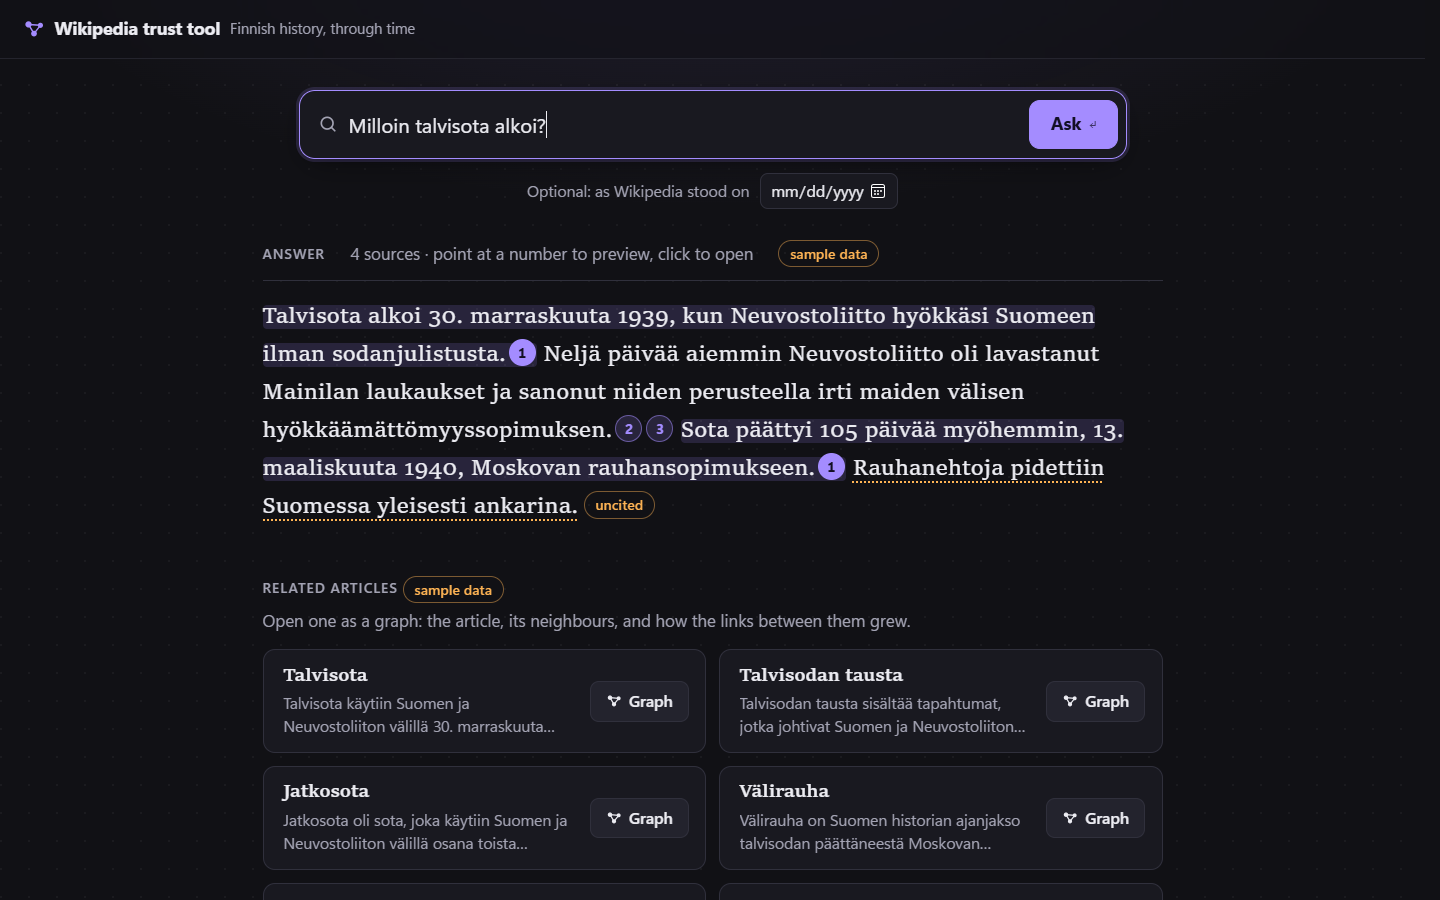 Wikipedia trust tool Finnish history, through time
Milloin talvisota alkoi?
Ask ↵
Optional: as Wikipedia stood on mm/dd/yyyy
ANSWER 4 sources · point at a number to preview, click to open sample data
Talvisota alkoi 30. marraskuuta 1939, kun Neuvostoliitto hyökkäsi Suomeen
ilman sodanjulistusta. 1 Neljä päivää aiemmin Neuvostoliitto oli lavastanut
Mainilan laukaukset ja sanonut niiden perusteella irti maiden välisen
hyökkäämättömyyssopimuksen. 2 3 Sota päättyi 105 päivää myöhemmin, 13.
maaliskuuta 1940, Moskovan rauhansopimukseen. 1 Rauhanehtoja pidettiin
Suomessa yleisesti ankarina. uncited
RELATED ARTICLES sample data
Open one as a graph: the article, its neighbours, and how the links between them grew.
Talvisota
Talvisota käytiin Suomen ja
Neuvostoliiton välillä 30. marraskuuta...
Graph
Talvisodan tausta
Talvisodan tausta sisältää tapahtumat,
jotka johtivat Suomen ja Neuvostoliiton...
Graph
Jatkosota
Jatkosota oli sota, joka käytiin Suomen ja
Neuvostoliiton välillä osana toista...
Graph
Välirauha
Välirauha on Suomen historian ajanjakso
talvisodan päättäneestä Moskovan...
Graph